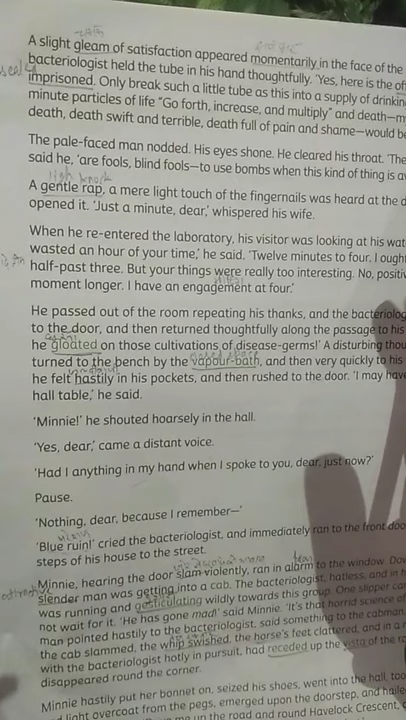 A slight gleam of satisfaction appeared momentarily in the face of the
bacteriologist held the tube in his hand thoughtfully. 'Yes, here is the
imprisoned. Only break such a little tube as this into a supply of
minute particles of life "Go forth, increase, and multiply" and death—
death, death swift and terrible, death full of pain and shame—would
The pale-faced man nodded. His eyes shone. He cleared his throat.
said he, 'are fools, blind fools—to use bombs when this kind of thing is
A gentle rap, a mere light touch of the fingernails was heard at the
opened it. 'Just a minute, dear,' whispered his wife.
When he re-entered the laboratory, his visitor was looking at his
wasted an hour of your time,' he said. 'Twelve minutes to four. I
half-past three. But your things were really too interesting. No,
moment longer. I have an engagement at four.'
He passed out of the room repeating his thanks, and the
to the door, and then returned thoughtfully along the passage to his
he gloated on those cultivations of disease-germs!' A disturbing
turned to the bench by the vapour-bath, and then very quickly to his
he felt hastily in his pockets, and then rushed to the door. 'I may have
hall table,' he said.
'Minnie!' he shouted hoarsely in the hall.
'Yes, dear,' came a distant voice.
'Had I anything in my hand when I spoke to you, dear, just now?'
Pause.
'Nothing, dear, because I remember—'
'Blue ruin!' cried the bacteriologist, and immediately ran to the front
steps of his house to the street.
Minnie, hearing the door slam violently, ran in alarm to the window.
slender man was getting into a cab. The bacteriologist, hatless, and in
was running and gesticulating wildly towards this group. One slipper
not wait for it. 'He has gone mad!' said Minnie. 'It's that horrid science of
man pointed hastily to the bacteriologist, said something to the cabman,
the cab slammed, the whip swished, the horse's feet clattered, and in a
with the bacteriologist hotly in pursuit, had receded up the vista of the
disappeared round the corner.
Minnie hastily put her bonnet on, seized his shoes, went into the hall,
light overcoat from the pegs, emerged upon the doorstep, and
the road and round Havelock Crescent,